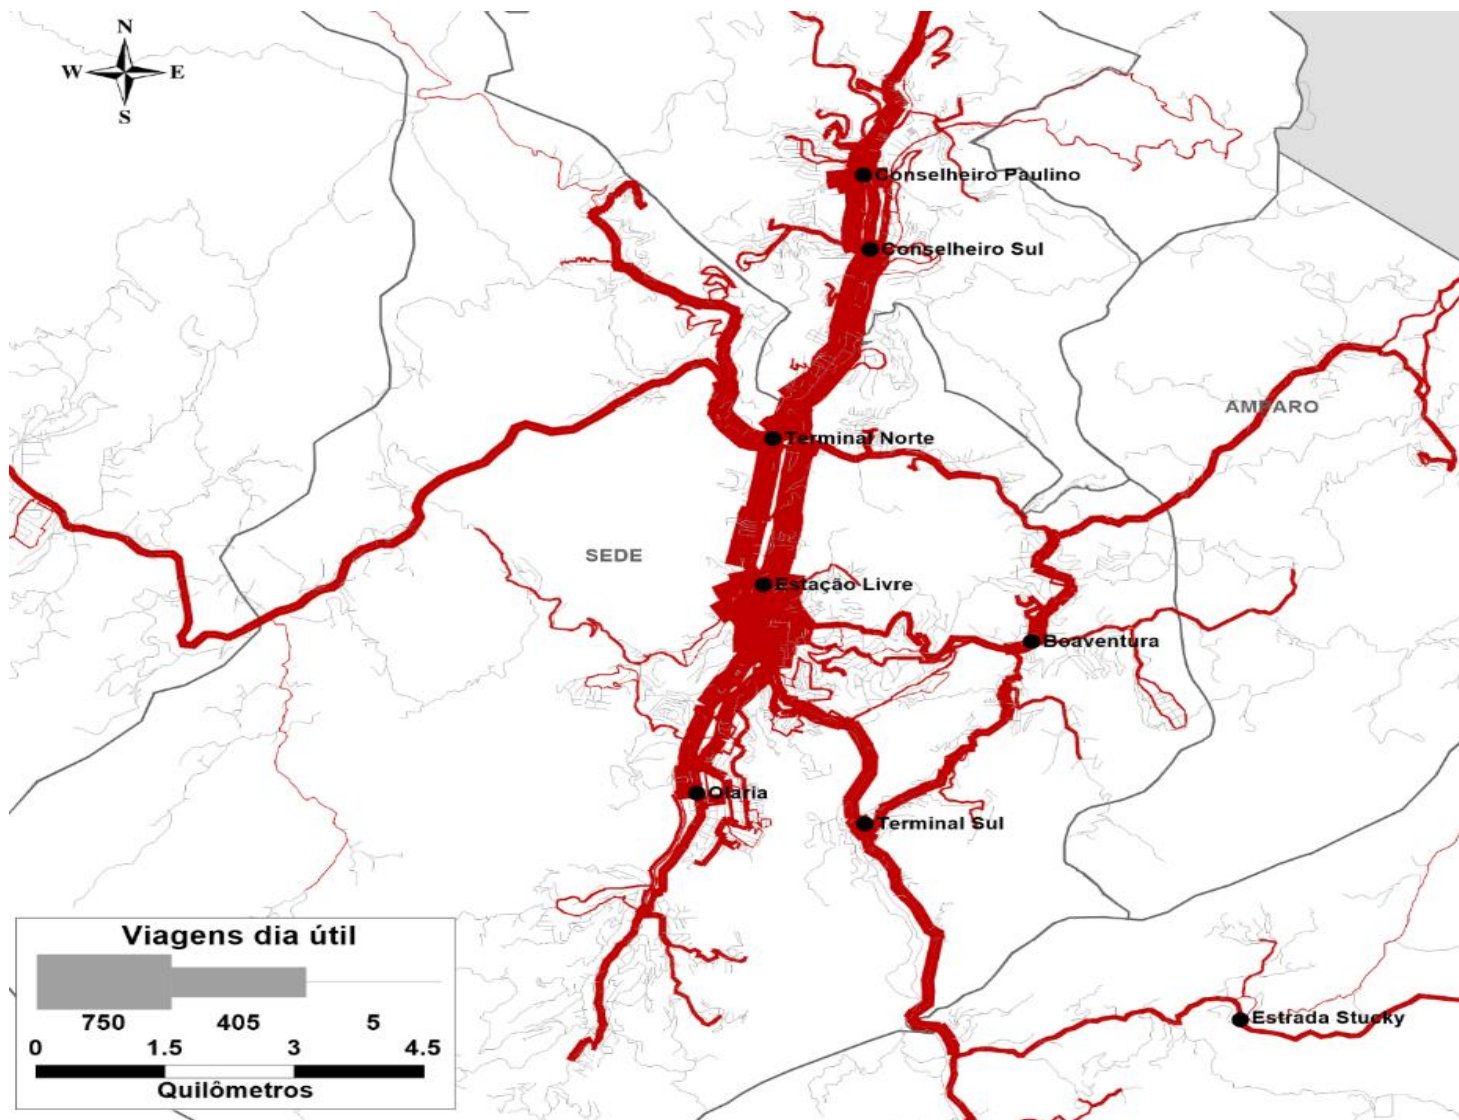 N
W E
S
Conselheiro Paulino
Conselheiro Sul
AMPARO
Terminal Norte
SEDE
Estação Livre
Boaventura
Olaria
Terminal Sul
Estrada Stucky
Viagens dia útil
750 405 5
0 1.5 3 4.5
Quilômetros